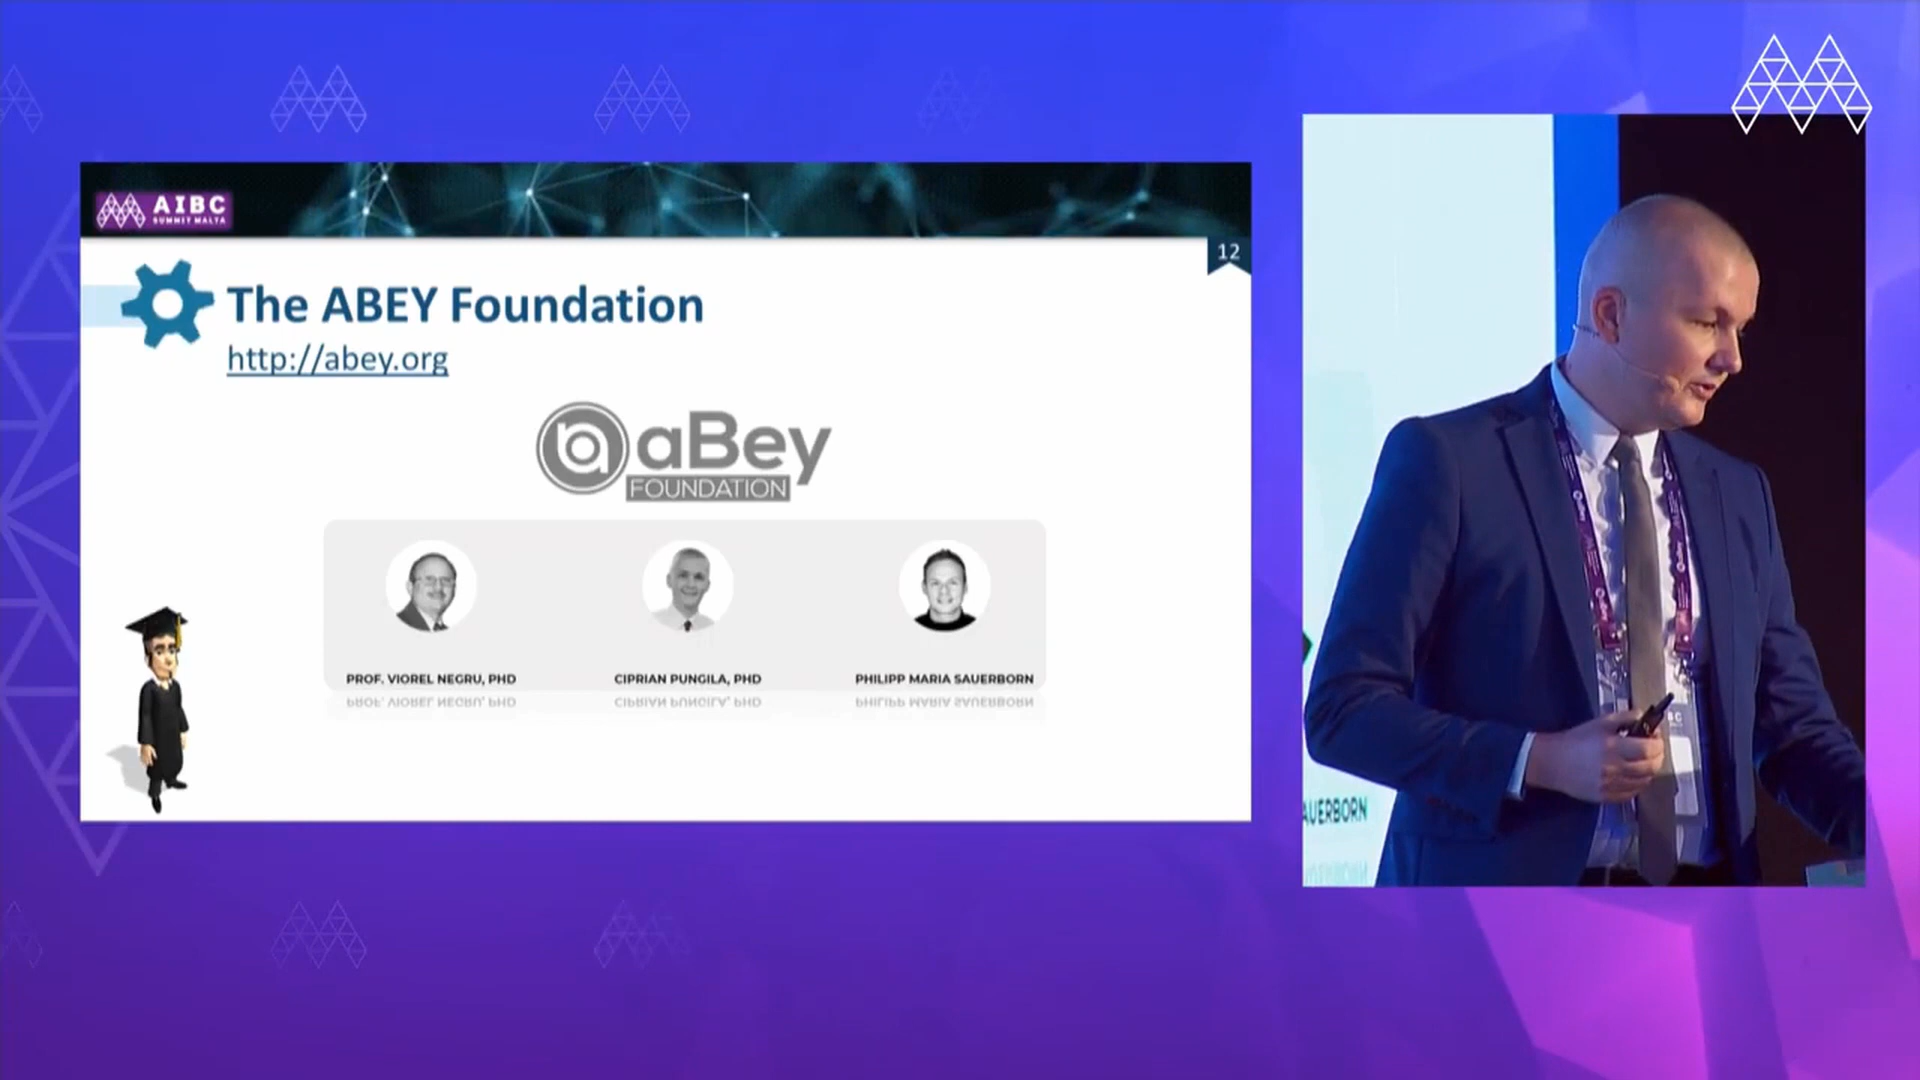 AIBC
SUMMIT MALTA
12
The ABEY Foundation
http://abey.org
aBey
FOUNDATION
PROF. VIOREL NEGRU, PHD
CIPRIAN PUNGILA, PHD
PHILIPP MARIA SAUERBORN
AUERBORN